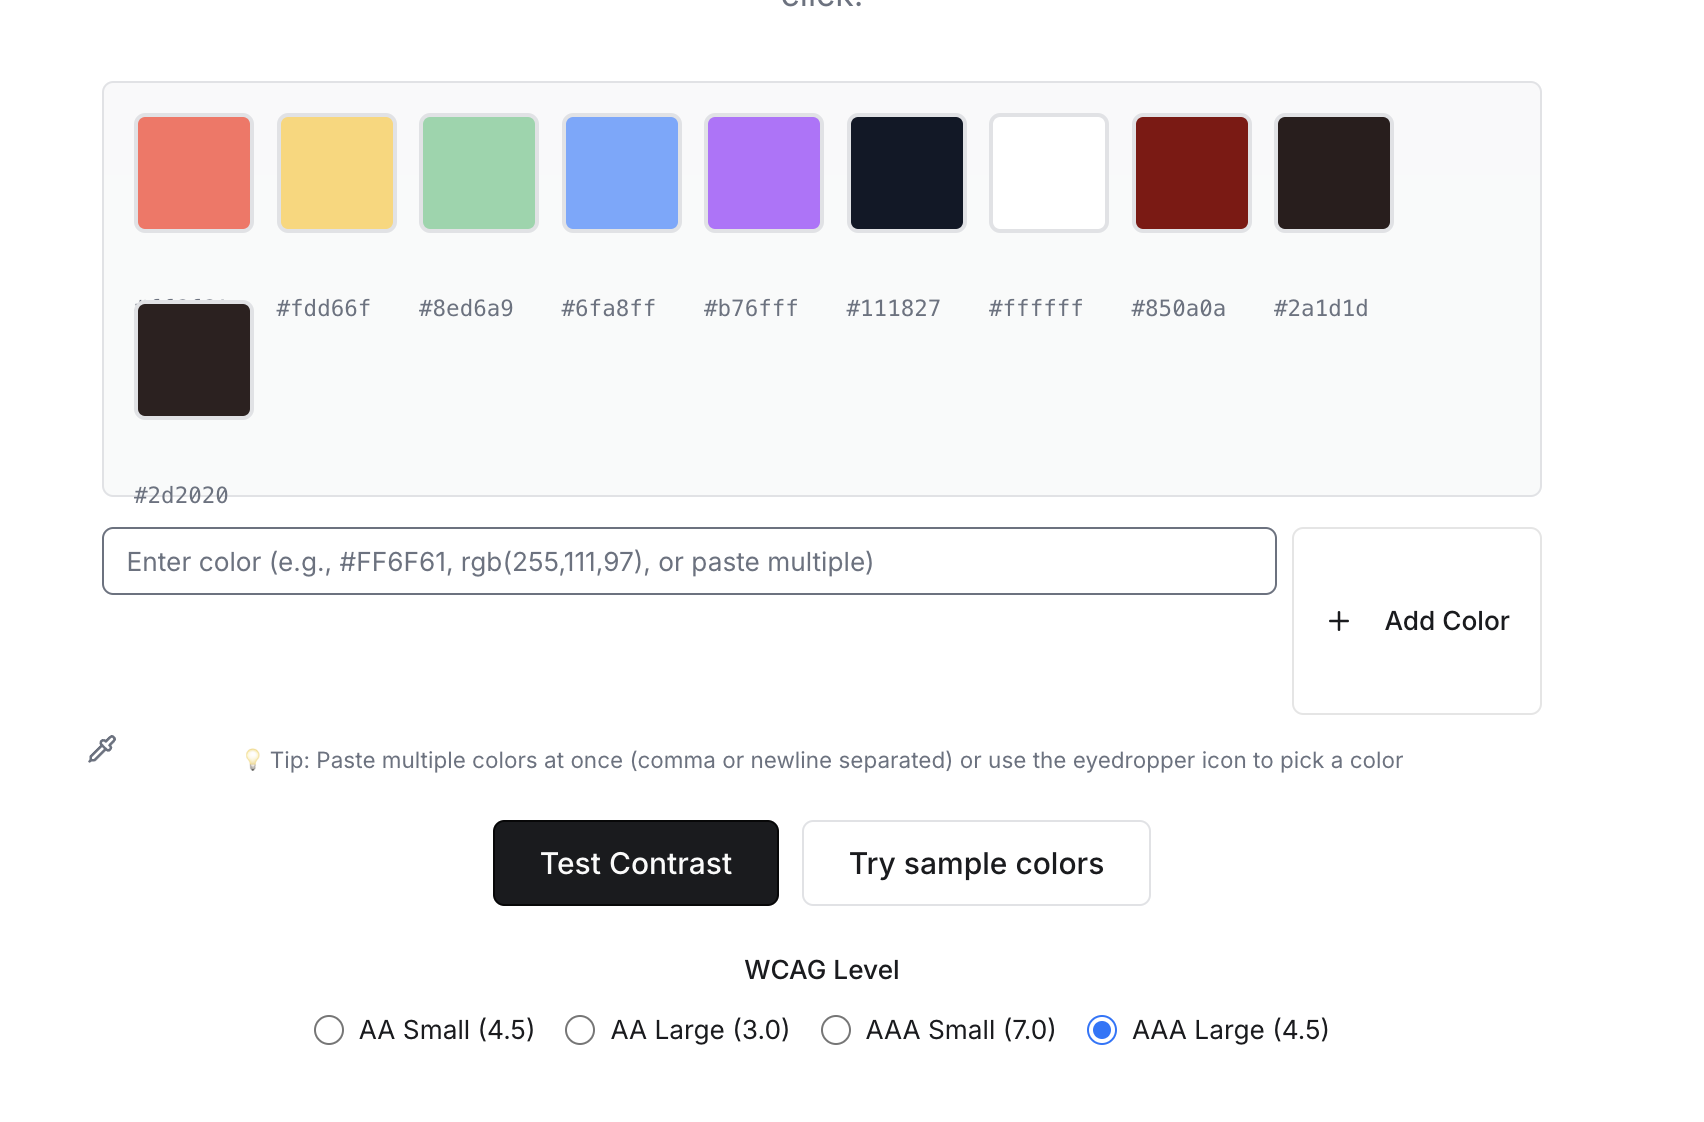 click.
#fdd66f #8ed6a9 #6fa8ff #b76fff #111827 #ffffff #850a0a #2a1d1d
#2d2020
Enter color (e.g., #FF6F61, rgb(255,111,97), or paste multiple)
+ Add Color
💡 Tip: Paste multiple colors at once (comma or newline separated) or use the eyedropper icon to pick a color
Test Contrast Try sample colors
WCAG Level
AA Small (4.5) AA Large (3.0) AAA Small (7.0) AAA Large (4.5)